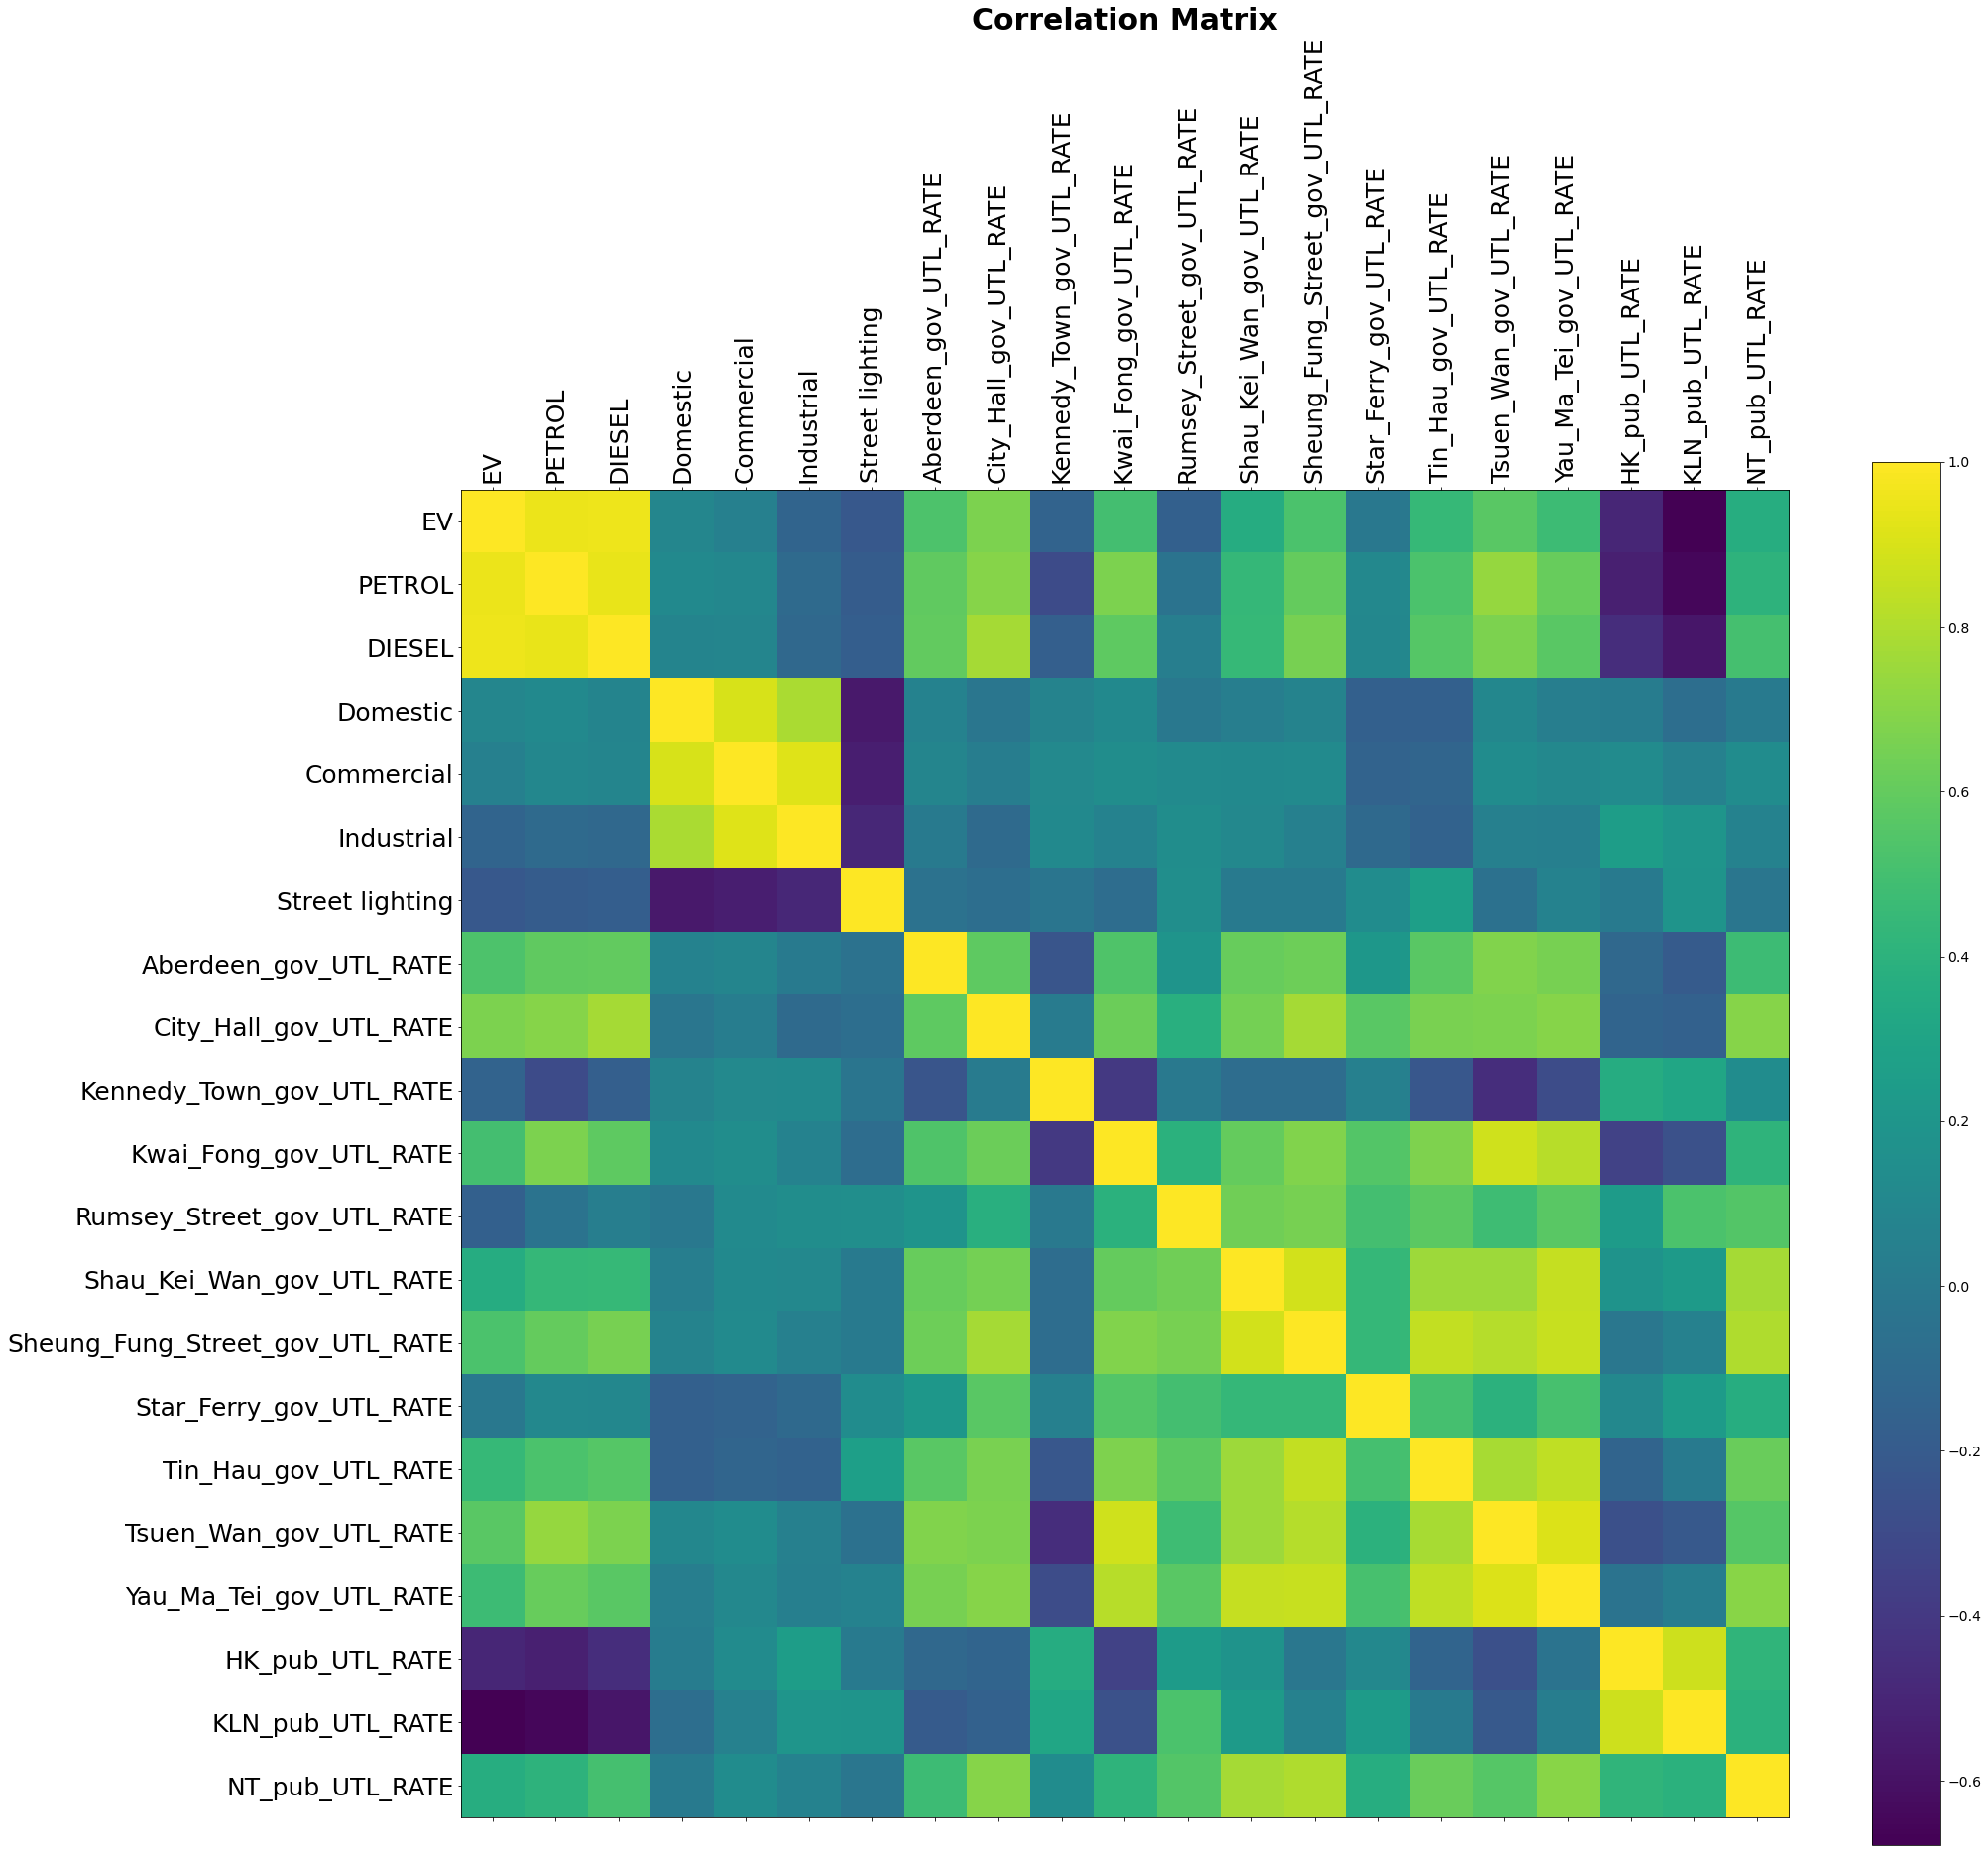 Correlation Matrix
EV
PETROL
DIESEL
Domestic
Commercial
Industrial
Street lighting
Aberdeen_gov_UTL_RATE
City_Hall_gov_UTL_RATE
Kennedy_Town_gov_UTL_RATE
Kwai_Fong_gov_UTL_RATE
Rumsey_Street_gov_UTL_RATE
Shau_Kei_Wan_gov_UTL_RATE
Sheung_Fung_Street_gov_UTL_RATE
Star_Ferry_gov_UTL_RATE
Tin_Hau_gov_UTL_RATE
Tsuen_Wan_gov_UTL_RATE
Yau_Ma_Tei_gov_UTL_RATE
HK_pub_UTL_RATE
KLN_pub_UTL_RATE
NT_pub_UTL_RATE
EV
PETROL
DIESEL
Domestic
Commercial
Industrial
Street lighting
Aberdeen_gov_UTL_RATE
City_Hall_gov_UTL_RATE
Kennedy_Town_gov_UTL_RATE
Kwai_Fong_gov_UTL_RATE
Rumsey_Street_gov_UTL_RATE
Shau_Kei_Wan_gov_UTL_RATE
Sheung_Fung_Street_gov_UTL_RATE
Star_Ferry_gov_UTL_RATE
Tin_Hau_gov_UTL_RATE
Tsuen_Wan_gov_UTL_RATE
Yau_Ma_Tei_gov_UTL_RATE
HK_pub_UTL_RATE
KLN_pub_UTL_RATE
NT_pub_UTL_RATE
1.0
0.8
0.6
0.4
0.2
0.0
−0.2
−0.4
−0.6